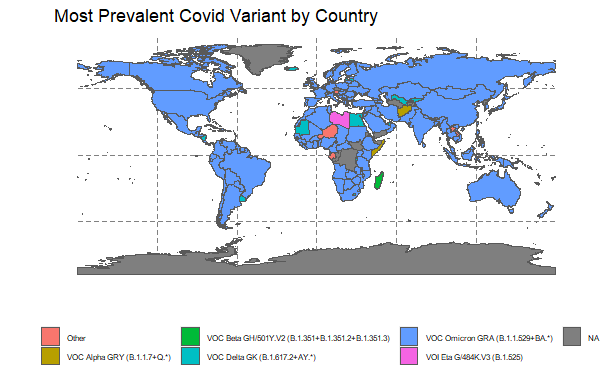 Most Prevalent Covid Variant by Country
Other
VOC Beta GH/501Y.V2 (B.1.351+B.1.351.2+B.1.351.3)
VOC Omicron GRA (B.1.1.529+BA.*)
NA
VOC Alpha GRY (B.1.1.7+Q.*)
VOC Delta GK (B.1.617.2+AY.*)
VOI Eta G/484K.V3 (B.1.525)